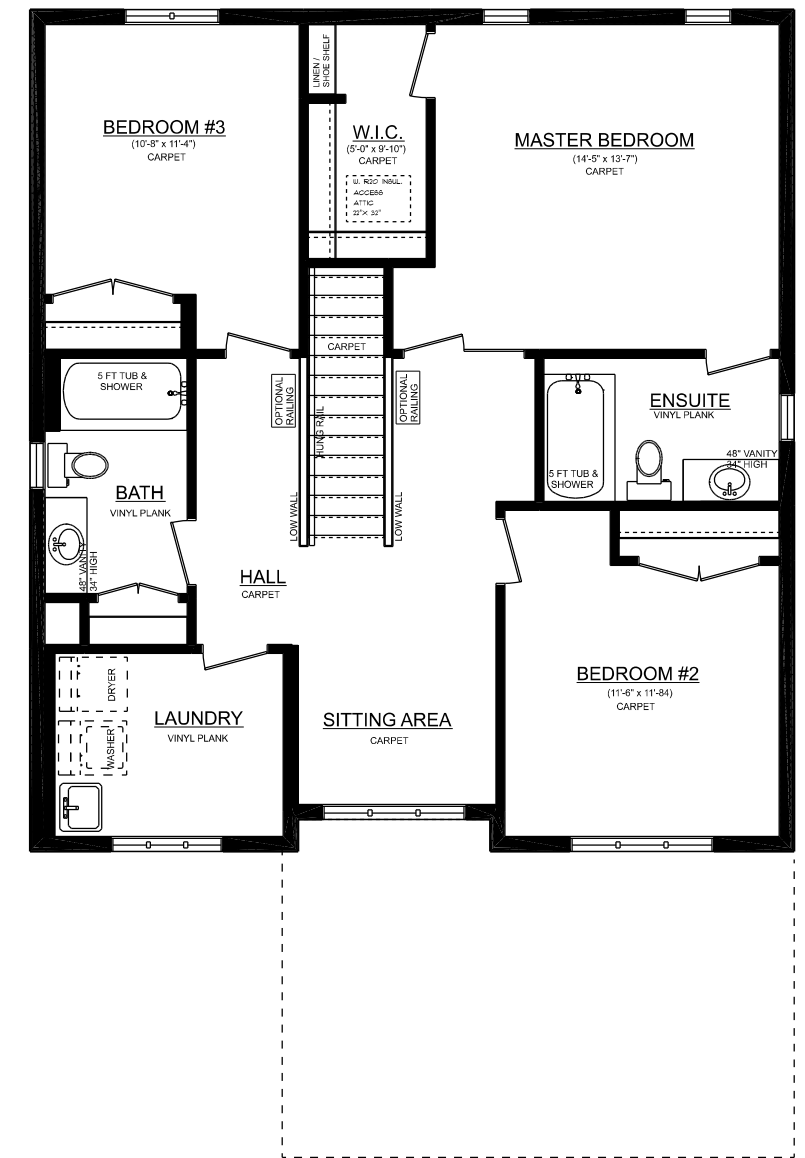 LINEN /
SHOE SHELF
BEDROOM #3
(10'-8" x 11'-4")
CARPET
W.I.C.
(5'-0" x 9'-10")
CARPET
W. R20 INSUL.
ACCESS
ATTIC
22"X 32"
MASTER BEDROOM
(14'-5" x 13'-7")
CARPET
CARPET
5 FT TUB &
SHOWER
OPTIONAL
RAILING
HUNG RAIL
OPTIONAL
RAILING
ENSUITE
VINYL PLANK
48" VANITY
34" HIGH
5 FT TUB &
SHOWER
BATH
VINYL PLANK
48" VANITY
34" HIGH
LOW WALL
LOW WALL
HALL
CARPET
BEDROOM #2
(11'-6" x 11'-84)
CARPET
DRYER
WASHER
LAUNDRY
VINYL PLANK
SITTING AREA
CARPET